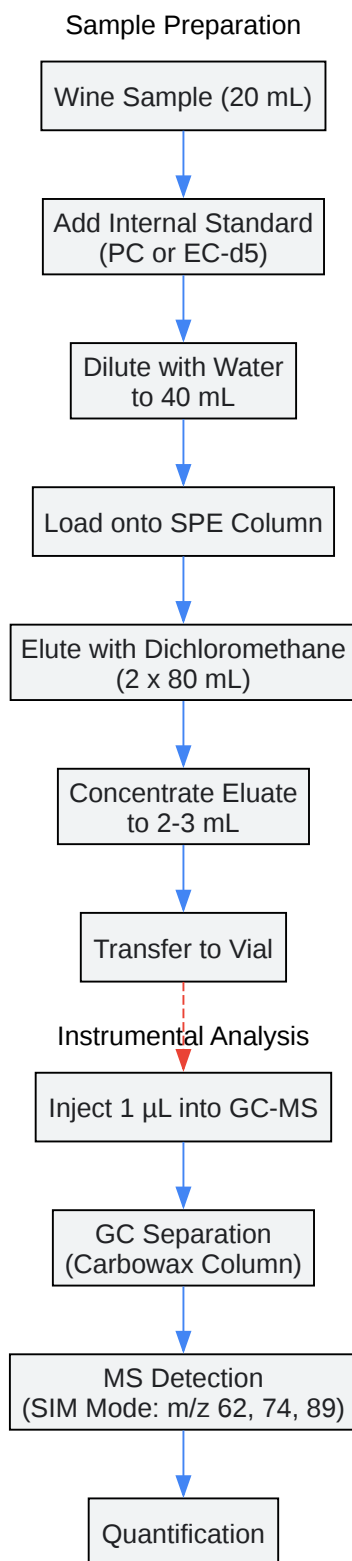 Sample Preparation
Wine Sample (20 mL)
Add Internal Standard
(PC or EC-d5)
Dilute with Water
to 40 mL
Load onto SPE Column
Elute with Dichloromethane
(2 x 80 mL)
Concentrate Eluate
to 2-3 mL
Transfer to Vial
Instrumental Analysis
Inject 1 µL into GC-MS
GC Separation
(Carbowax Column)
MS Detection
(SIM Mode: m/z 62, 74, 89)
Quantification